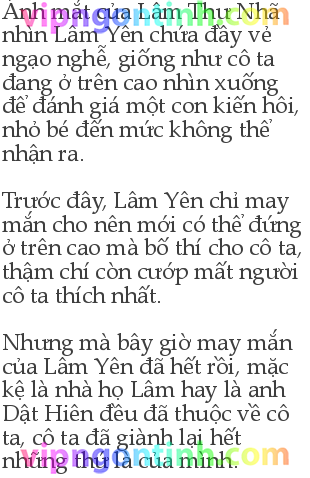 Ánh mắt của Lâm Thư Nhã
nhìn Lâm Yên chứa đầy vẻ
ngạo nghễ, giống như cô ta
đang ở trên cao nhìn xuống
để đánh giá một con kiến hôi,
nhỏ bé đến mức không thể
nhận ra.
Trước đây, Lâm Yên chỉ may
mắn cho nên mới có thể đứng
ở trên cao mà bố thí cho cô ta,
thậm chí còn cướp mất người
cô ta thích nhất.
Nhưng mà bây giờ may mắn
của Lâm Yên đã hết rồi, mặc
kệ là nhà họ Lâm hay là anh
Dật Hiên đều đã thuộc về cô
ta, cô ta đã giành lại hết
những thứ là của mình.
vipngontinh.com
vipngontinh.com